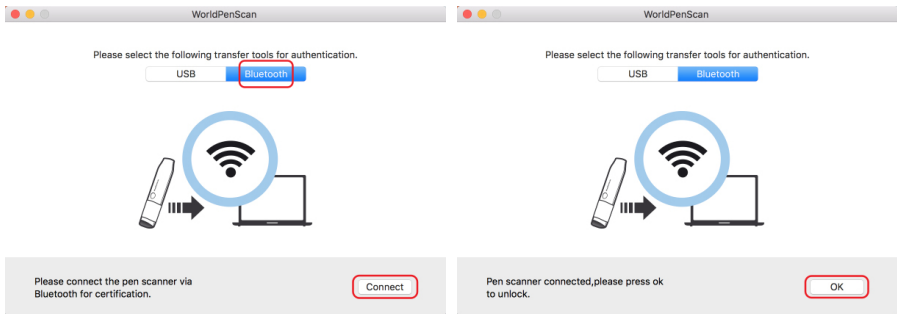 WorldPenScan
Please select the following transfer tools for authentication.
USB Bluetooth
Please connect the pen scanner via
Bluetooth for certification.
Connect
WorldPenScan
Please select the following transfer tools for authentication.
USB Bluetooth
Pen scanner connected,please press ok
to unlock.
OK